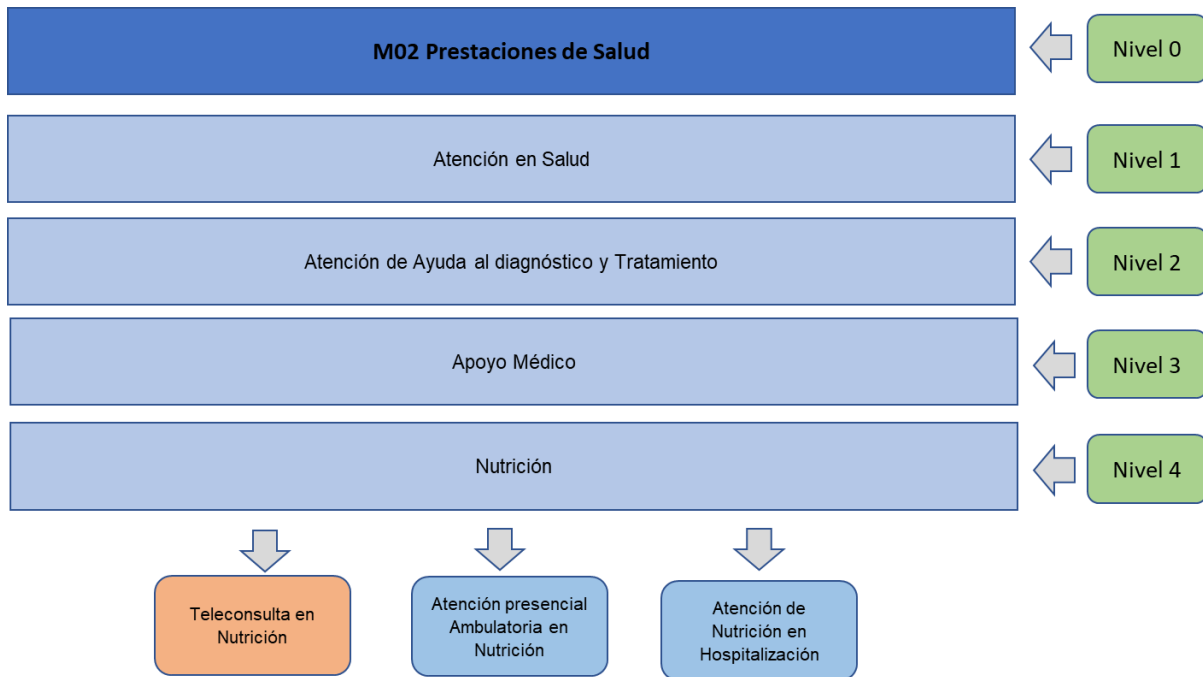 M02 Prestaciones de Salud
Nivel 0
Atención en Salud
Nivel 1
Atención de Ayuda al diagnóstico y Tratamiento
Nivel 2
Apoyo Médico
Nivel 3
Nutrición
Nivel 4
Teleconsulta en
Nutrición
Atención presencial
Ambulatoria en
Nutrición
Atención de
Nutrición en
Hospitalización